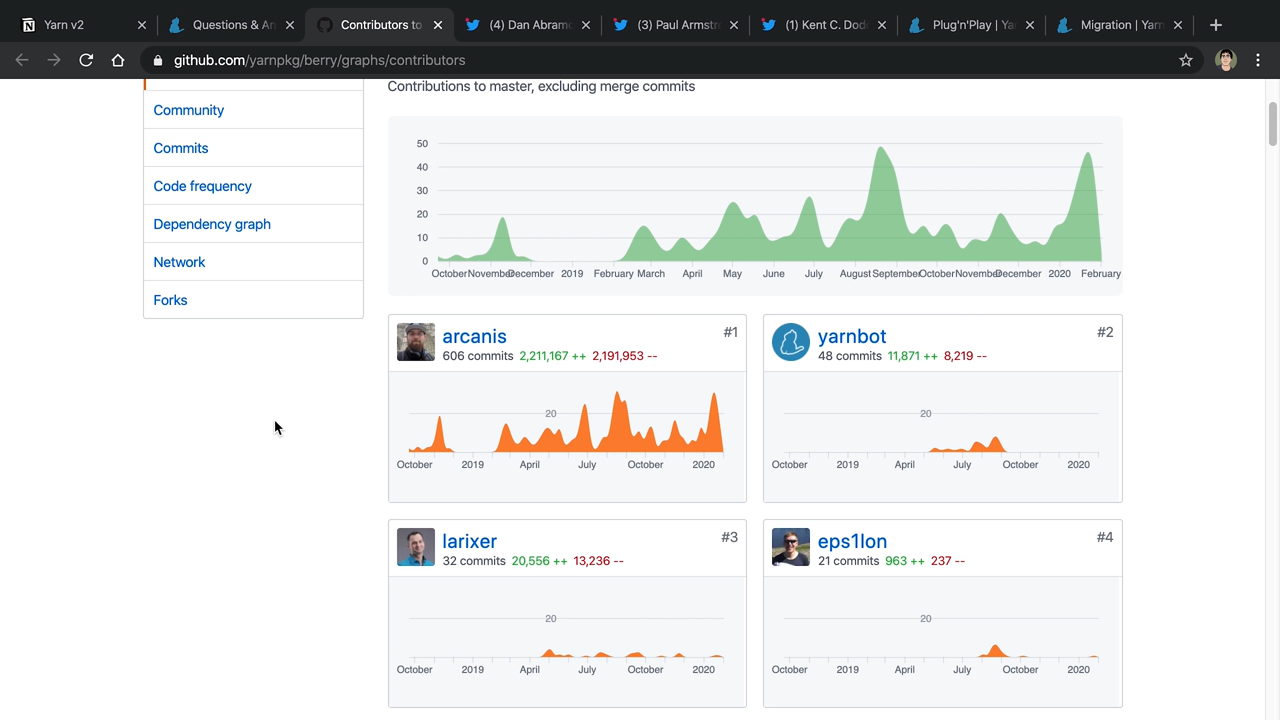 Yarn v2
Questions & An
Contributors to
(4) Dan Abramo
(3) Paul Armstr
(1) Kent C. Dod
Plug'n'Play | Ya
Migration | Yarn
github.com/yarnpkg/berry/graphs/contributors
Contributions to master, excluding merge commits
Community
Commits
Code frequency
Dependency graph
Network
Forks
50
40
30
20
10
0
October November December 2019 February March April May June July August September October November December 2020 February
arcanis
#1
606 commits 2,211,167 ++ 2,191,953 --
20
October 2019 April July October 2020
yarnbot
#2
48 commits 11,871 ++ 8,219 --
20
October 2019 April July October 2020
larixer
#3
32 commits 20,556 ++ 13,236 --
20
October 2019 April July October 2020
eps1lon
#4
21 commits 963 ++ 237 --
20
October 2019 April July October 2020